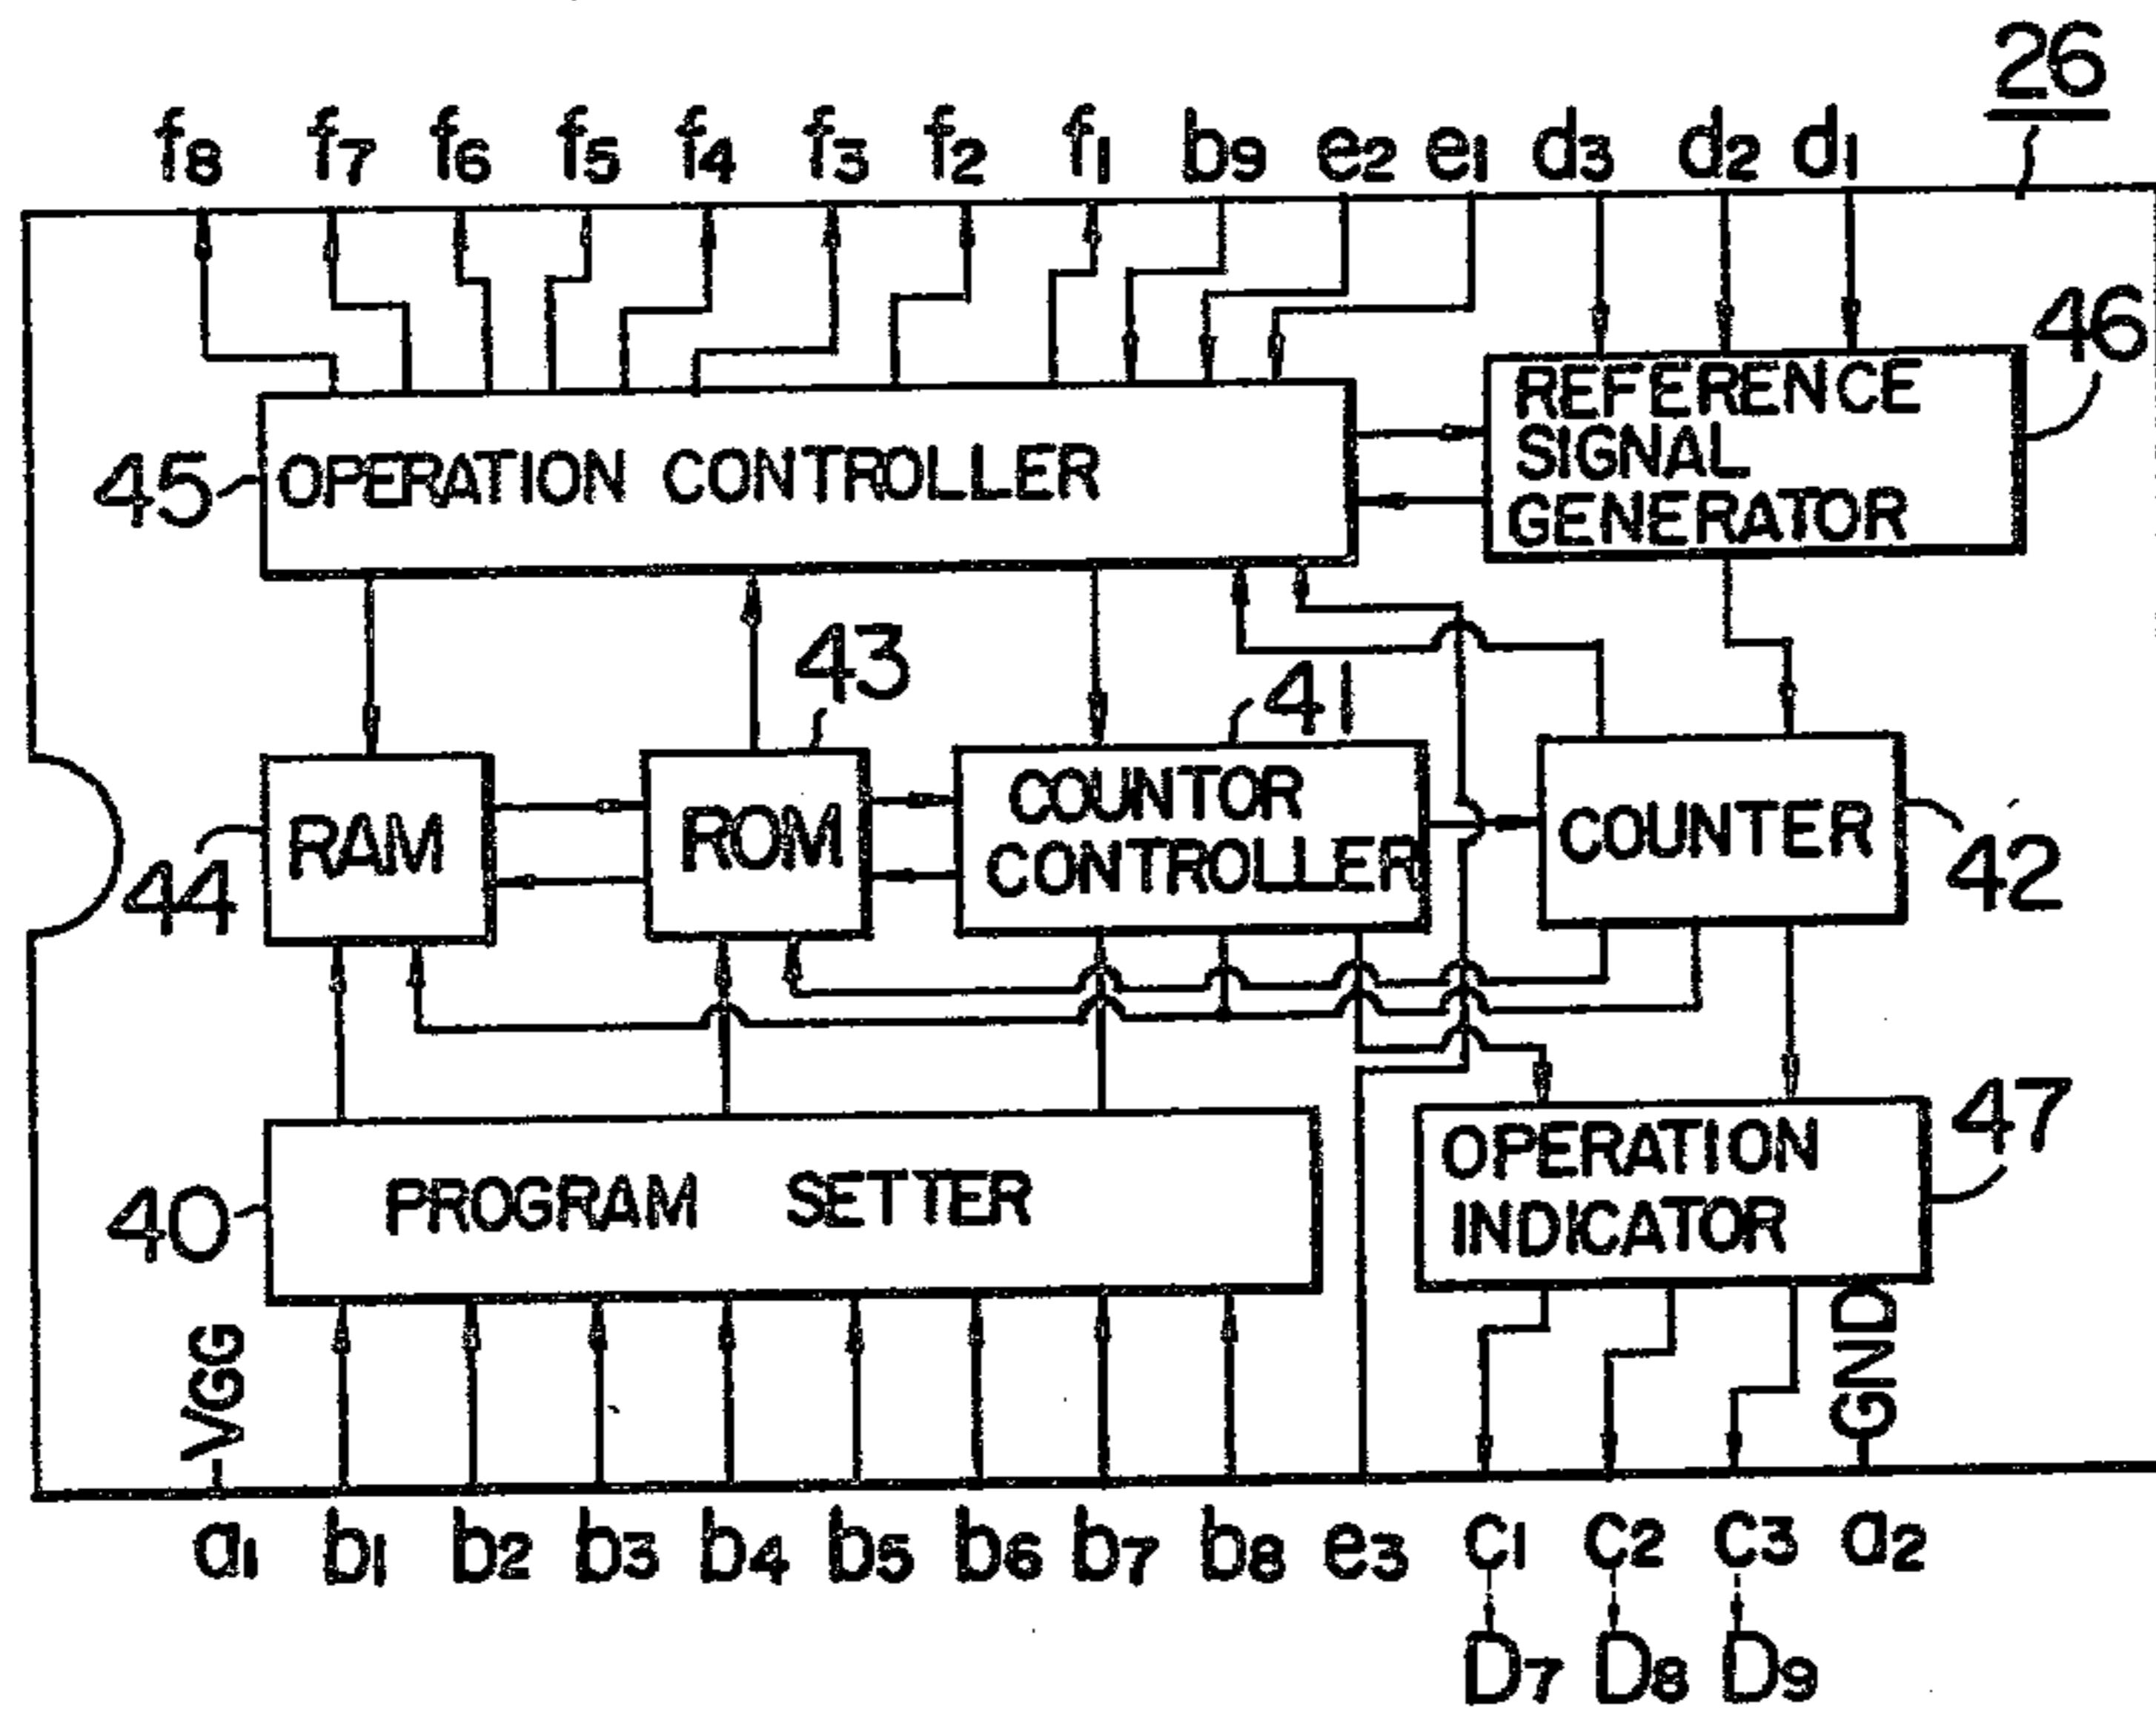 26
f8 f7 f6 f5 f4 f3 f2 f1 b9 e2 e1 d3 d2 d1
46
REFERENCE
SIGNAL
GENERATOR
45
OPERATION CONTROLLER
43
41
44
RAM
ROM
COUNTOR
CONTROLLER
COUNTER
42
47
40
PROGRAM SETTER
OPERATION
INDICATOR
VGG
GND
a1 b1 b2 b3 b4 b5 b6 b7 b8 e3 c1 c2 c3 a2
D7 D8 D9